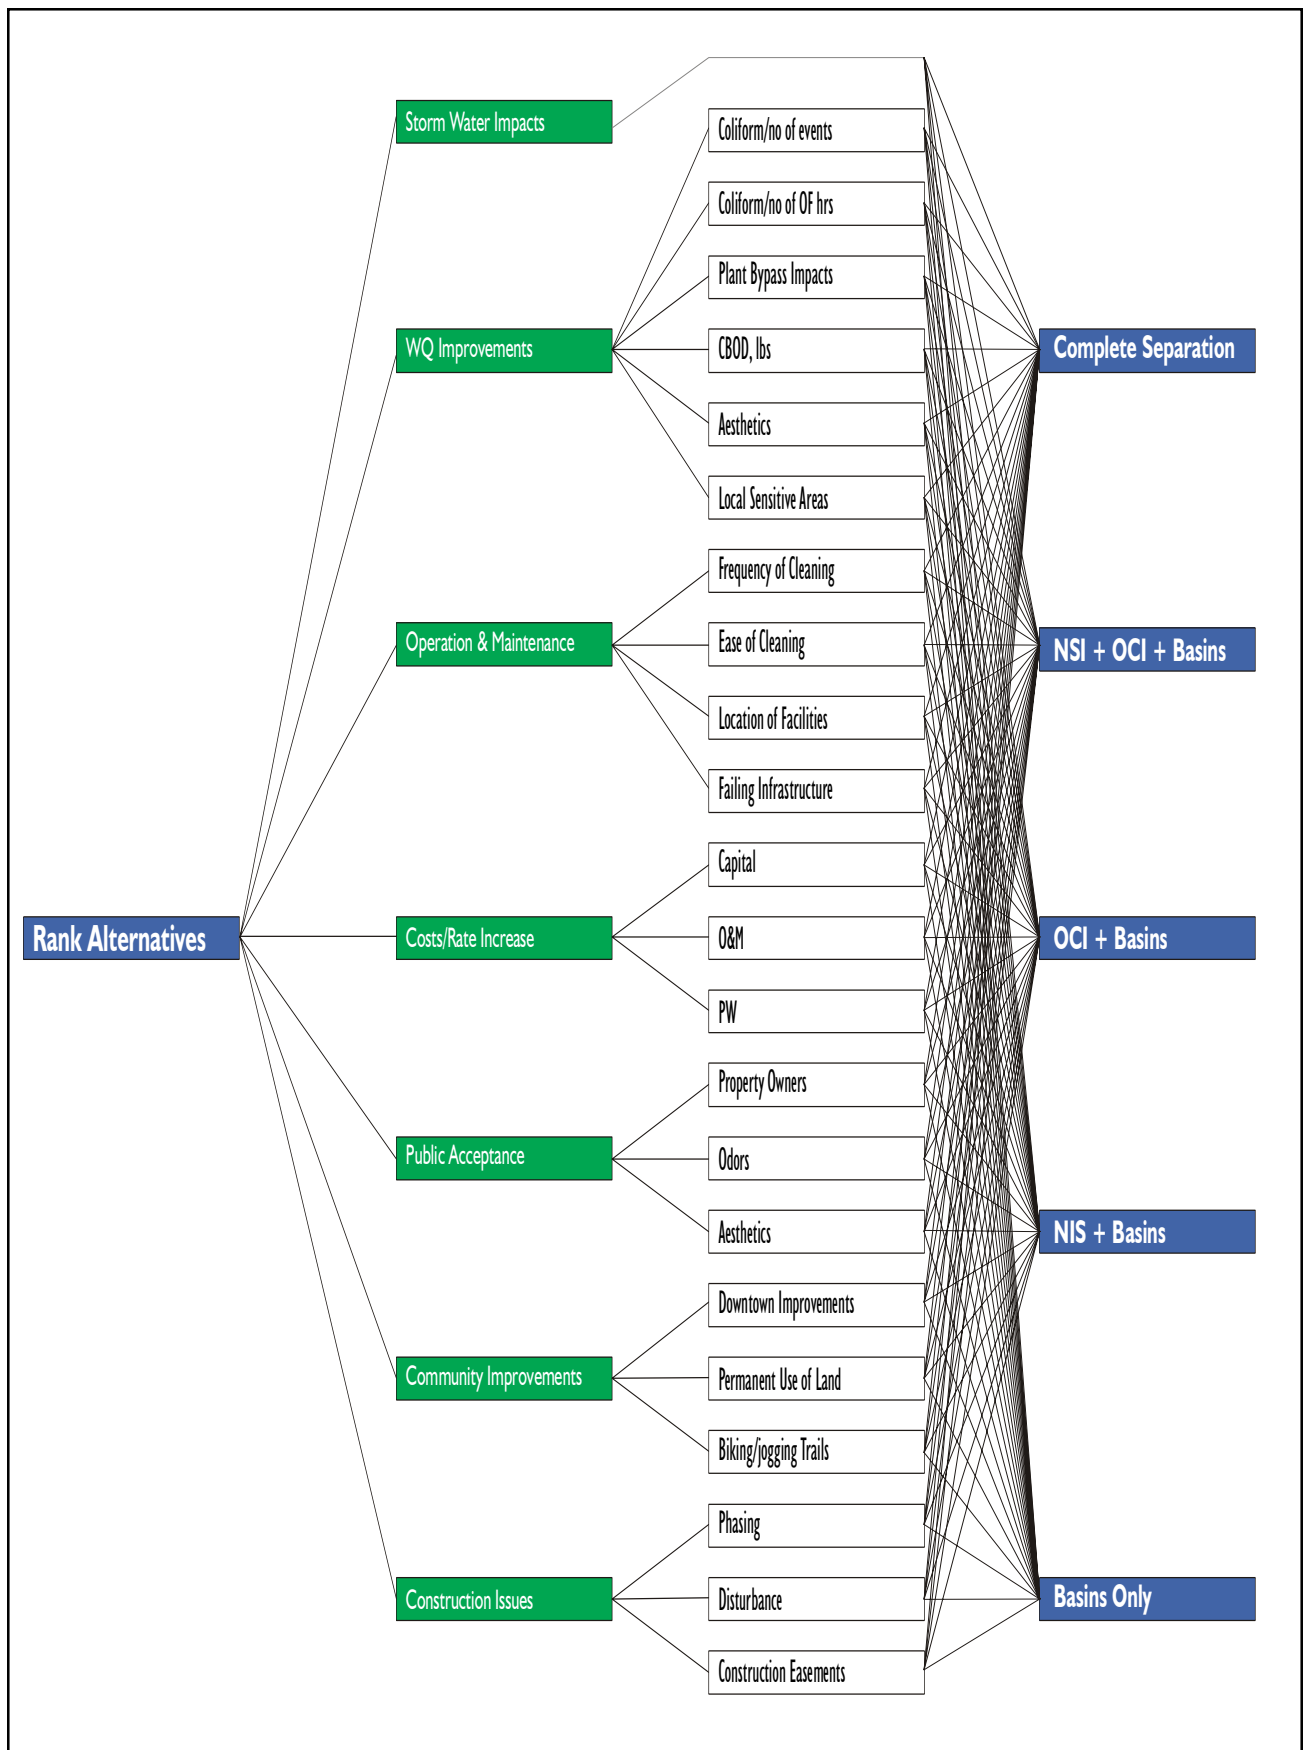 Rank Alternatives
Storm Water Impacts
WQ Improvements
Operation & Maintenance
Costs/Rate Increase
Public Acceptance
Community Improvements
Construction Issues
Coliform/no of events
Coliform/no of OF hrs
Plant Bypass Impacts
CBOD, lbs
Aesthetics
Local Sensitive Areas
Frequency of Cleaning
Ease of Cleaning
Location of Facilities
Failing Infrastructure
Capital
O&M
PW
Property Owners
Odors
Aesthetics
Downtown Improvements
Permanent Use of Land
Biking/jogging Trails
Phasing
Disturbance
Construction Easements
Complete Separation
NSI + OCI + Basins
OCI + Basins
NIS + Basins
Basins Only